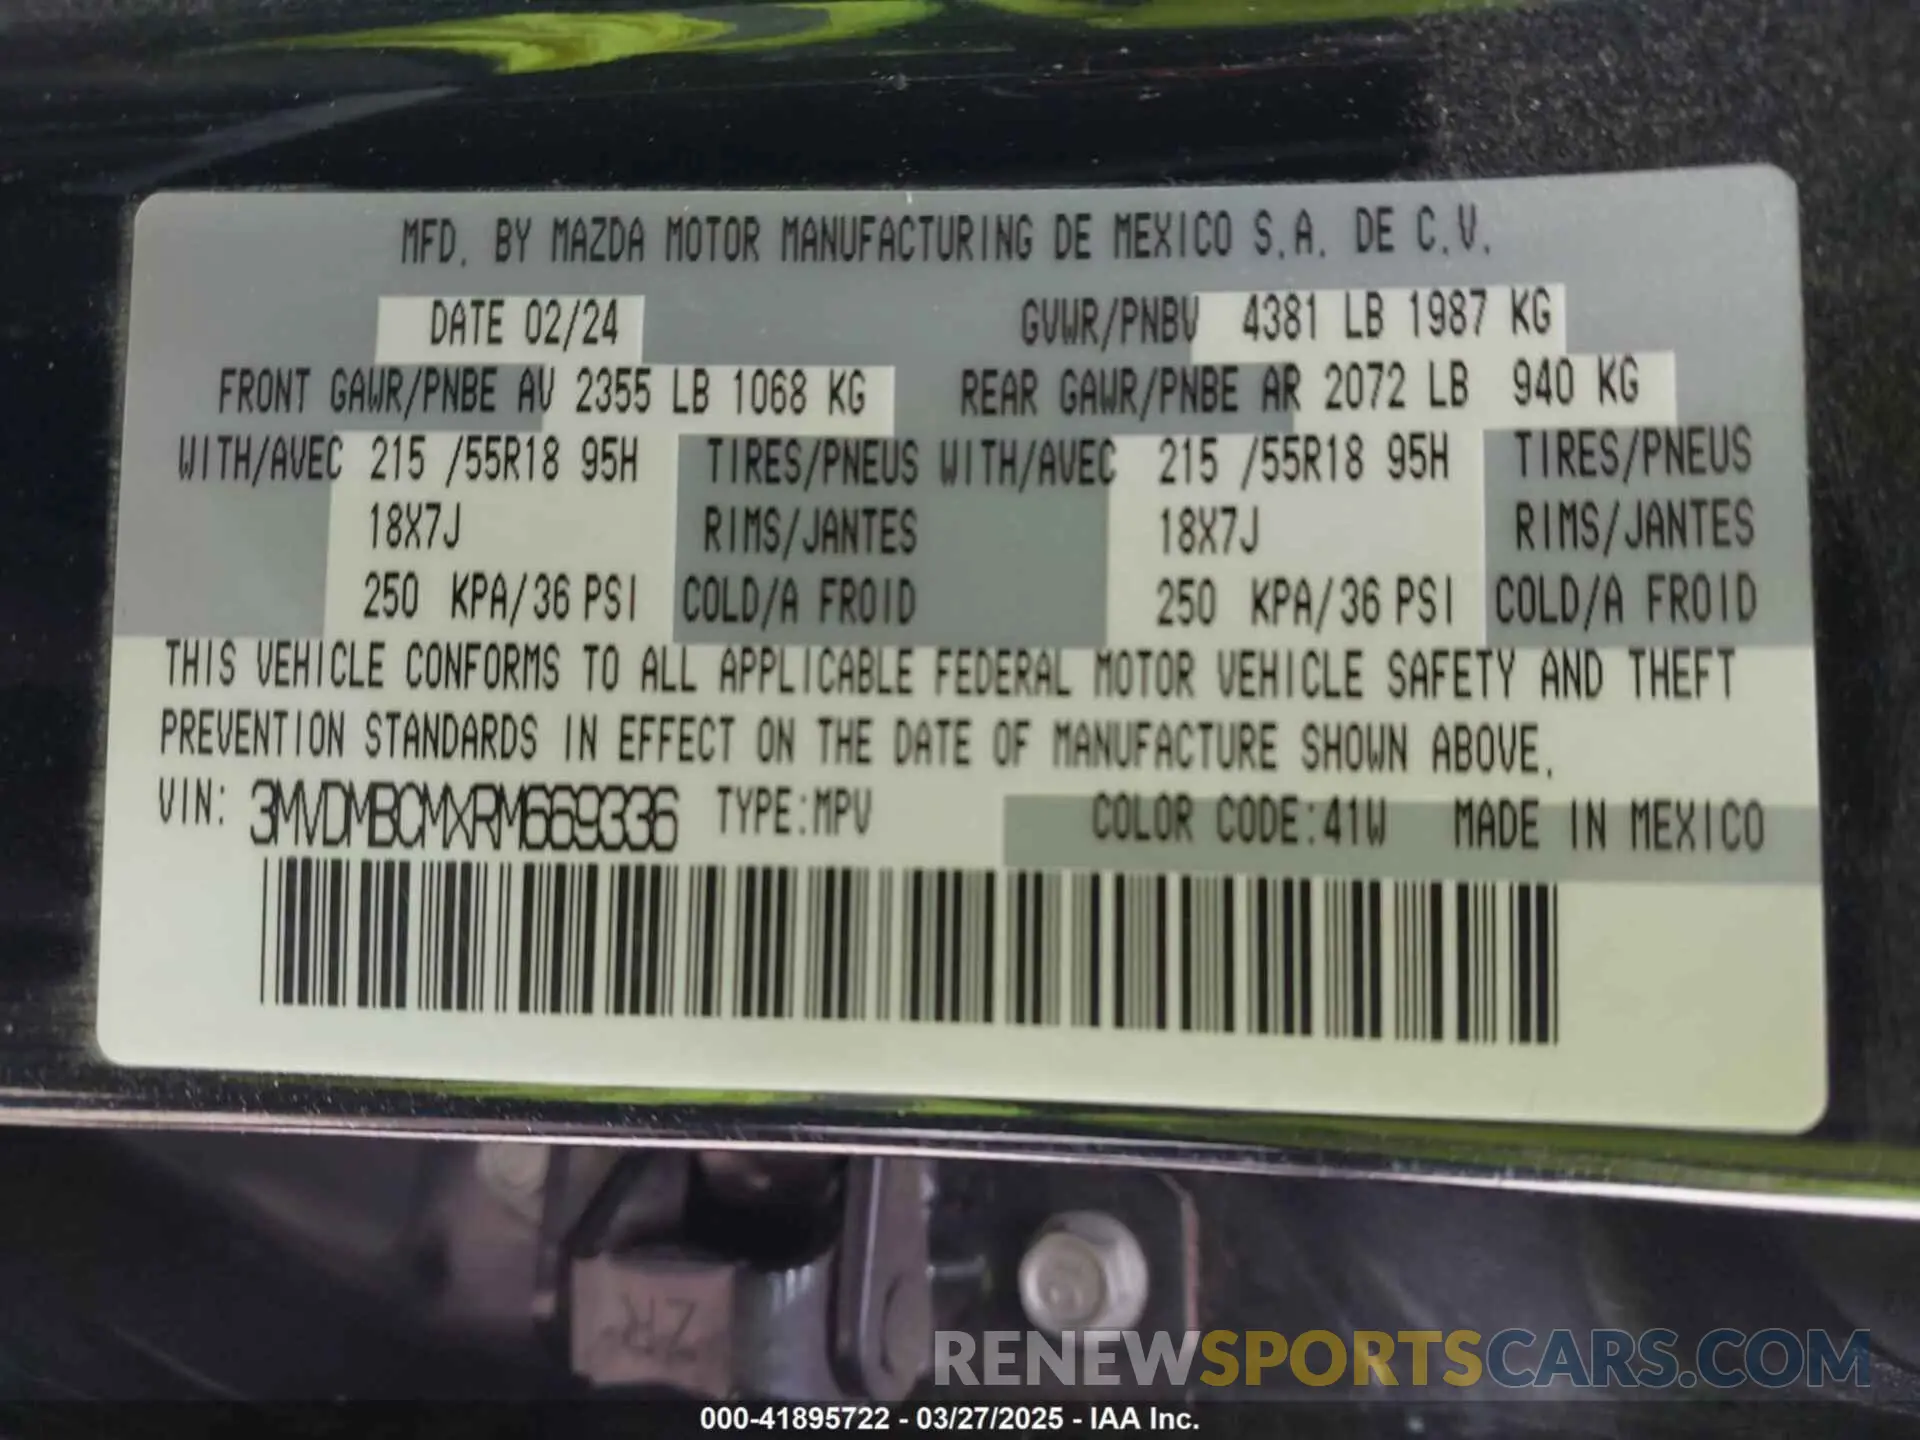 MFD. BY MAZDA MOTOR MANUFACTURING DE MEXICO S.A. DE C.V.
DATE 02/24 GVWR/PNBV 4381 LB 1987 KG
FRONT GAWR/PNBE AV 2355 LB 1068 KG REAR GAWR/PNBE AR 2072 LB 940 KG
WITH/AVEC 215 /55R18 95H TIRES/PNEUS WITH/AVEC 215 /55R18 95H TIRES/PNEUS
18X7J RIMS/JANTES 18X7J RIMS/JANTES
250 KPA/36 PSI COLD/A FROID 250 KPA/36 PSI COLD/A FROID
THIS VEHICLE CONFORMS TO ALL APPLICABLE FEDERAL MOTOR VEHICLE SAFETY AND THEFT
PREVENTION STANDARDS IN EFFECT ON THE DATE OF MANUFACTURE SHOWN ABOVE.
VIN: 3MVDMBCMXRM669336 TYPE:MPV COLOR CODE:41W MADE IN MEXICO
ZR
RENEWSPORTSCARS.COM
000-41895722 - 03/27/2025 - IAA Inc.